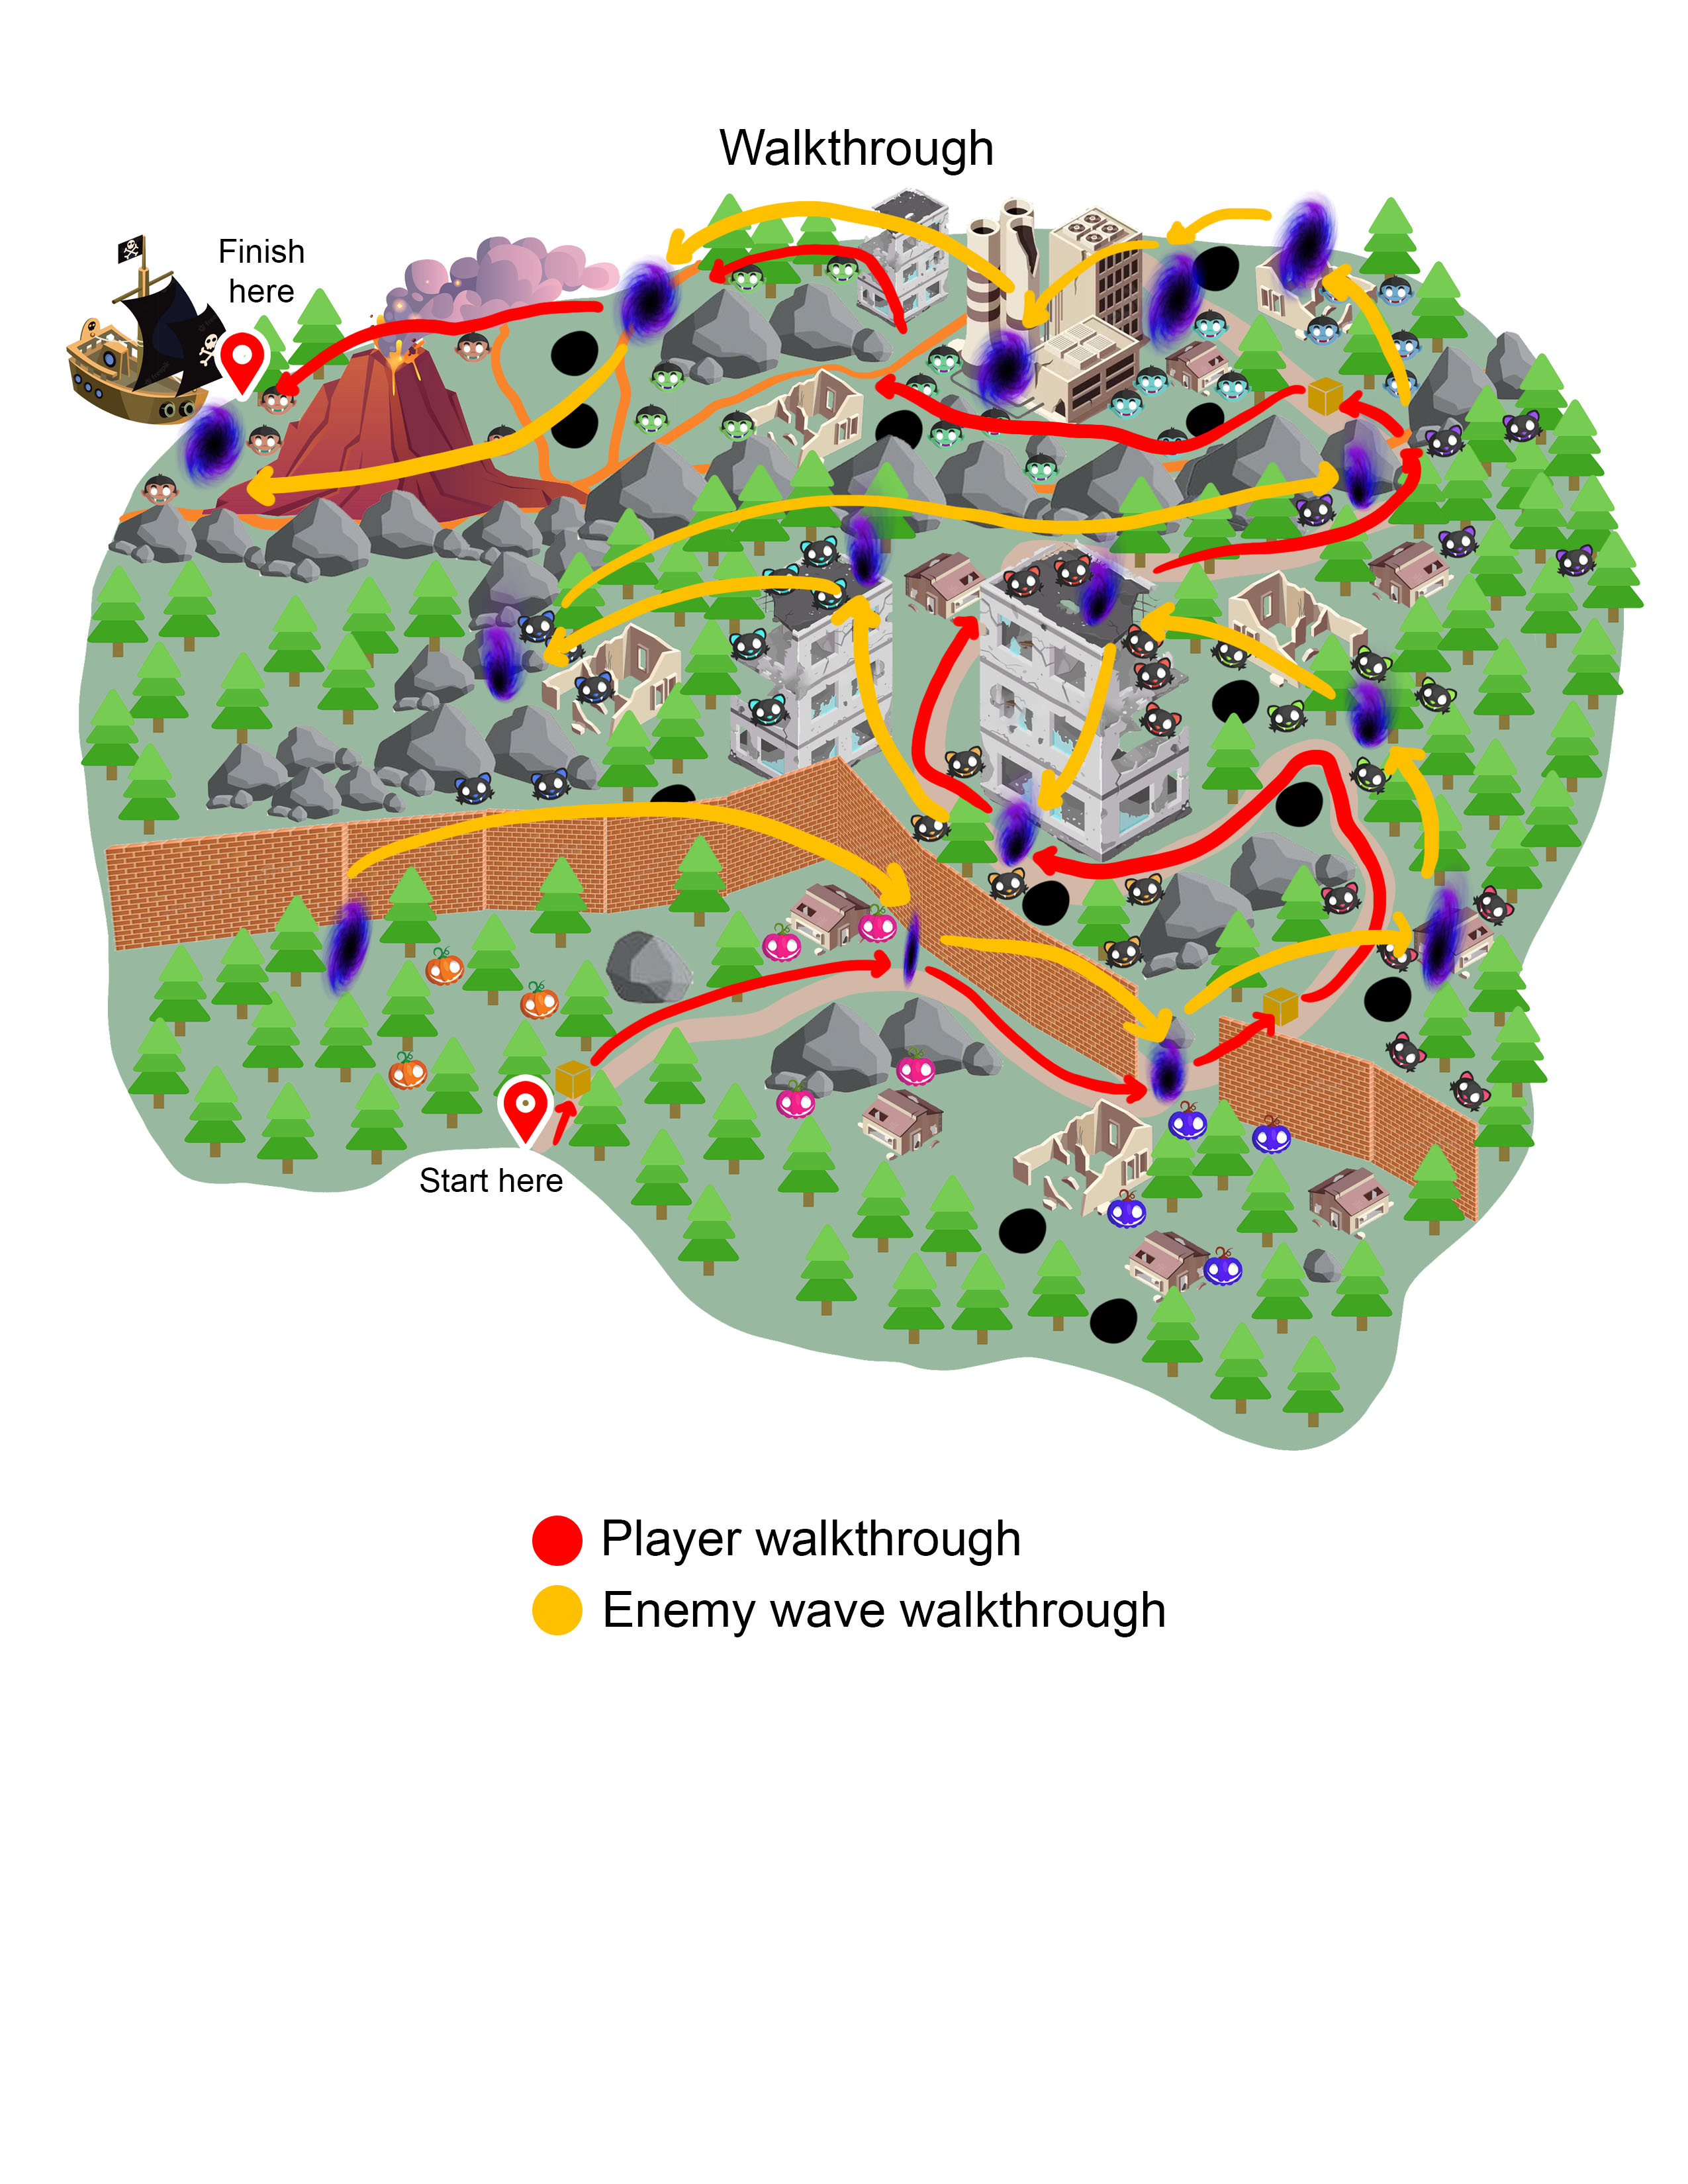 Walkthrough
Finish
here
Start here
Player walkthrough
Enemy wave walkthrough